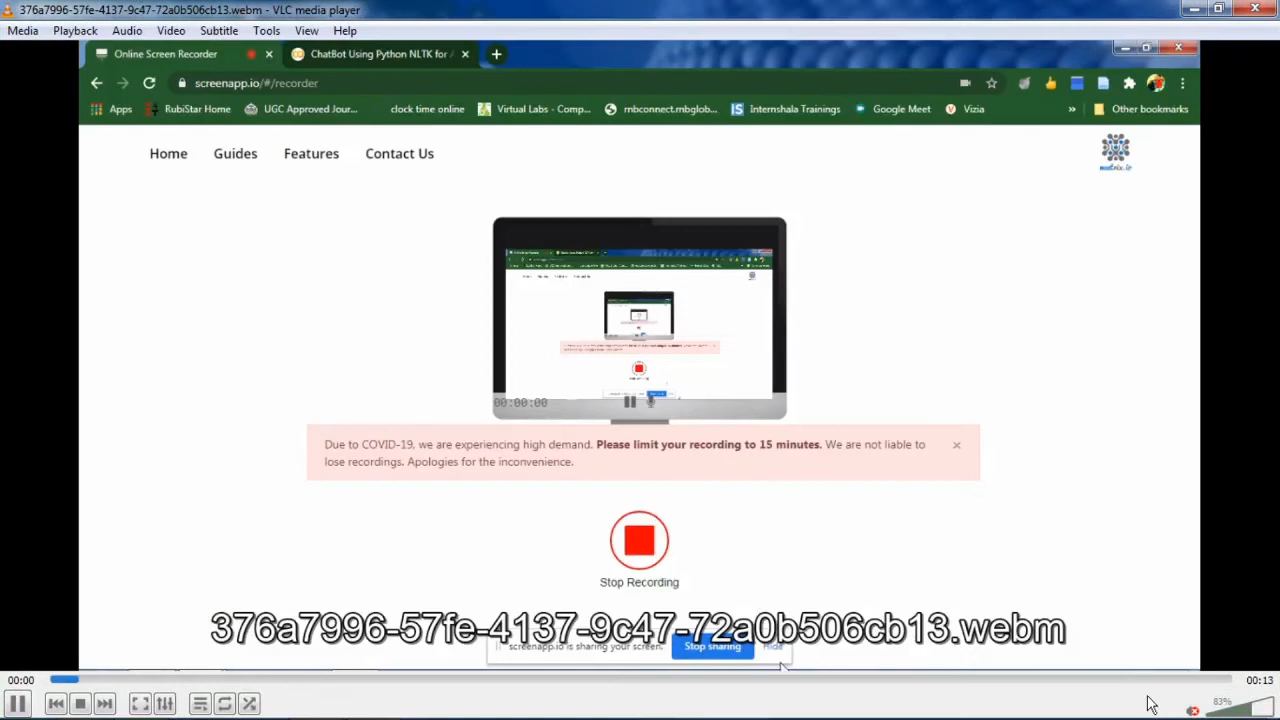 376a7996-57fe-4137-9c47-72a0b506cb13.webm - VLC media player
Media Playback Audio Video Subtitle Tools View Help
Online Screen Recorder
ChatBot Using Python NLTK for
screenapp.io/#/recorder
Apps RubiStar Home UGC Approved Jour... clock time online Virtual Labs - Comp... mbconnect.mbglob... Internshala Trainings Google Meet Vizia » Other bookmarks
Home Guides Features Contact Us
00:00:00
Due to COVID-19, we are experiencing high demand. Please limit your recording to 15 minutes. We are not liable to
lose recordings. Apologies for the inconvenience.
Stop Recording
376a7996-57fe-4137-9c47-72a0b506cb13.webm
screenapp.io is sharing your screen. Stop sharing Hide
00:00 00:13
83%